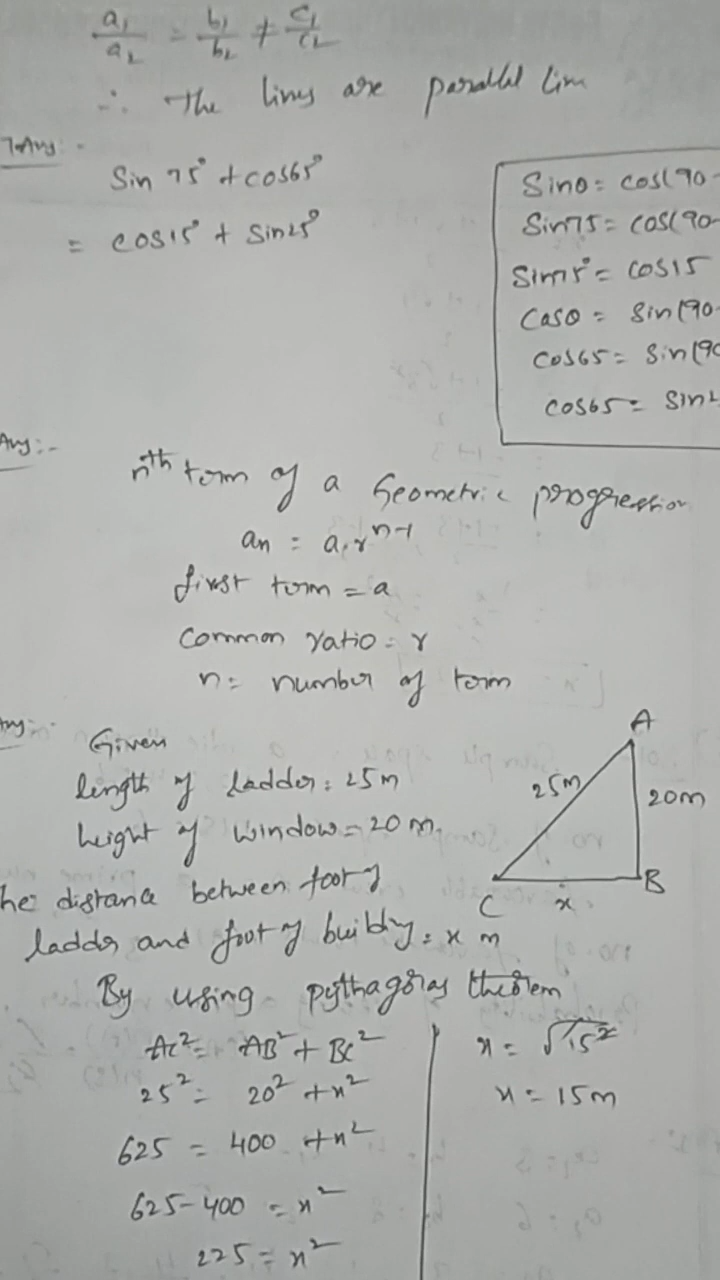 a₁/a₂ = b₁/b₂ ≠ C₁/C₂
∴ The lines are parallel lin
7Ans:-
Sin 75° + cos65°
= cos15° + Sin25°
Sinθ = cos(90-
Sin75 = cos(90-
Sin75° = cos15
Casθ = Sin(90-
Cos65 = Sin(90
cos65 = Sin2
Ans:-
nth term of a Geometric progression
an = a.rⁿ⁻¹
first term = a
Common ratio = r
n = number of term
Given
length of ladder = 25m
height of window = 20m.
he distance between foot of
ladder and foot of building = x m
A
25m
20m
C
x
B
By using pythagoras theorem
AC² = AB² + BC²
25² = 20² + x²
625 = 400 + x²
625-400 = x²
225 = x²
x = √15²
x = 15m